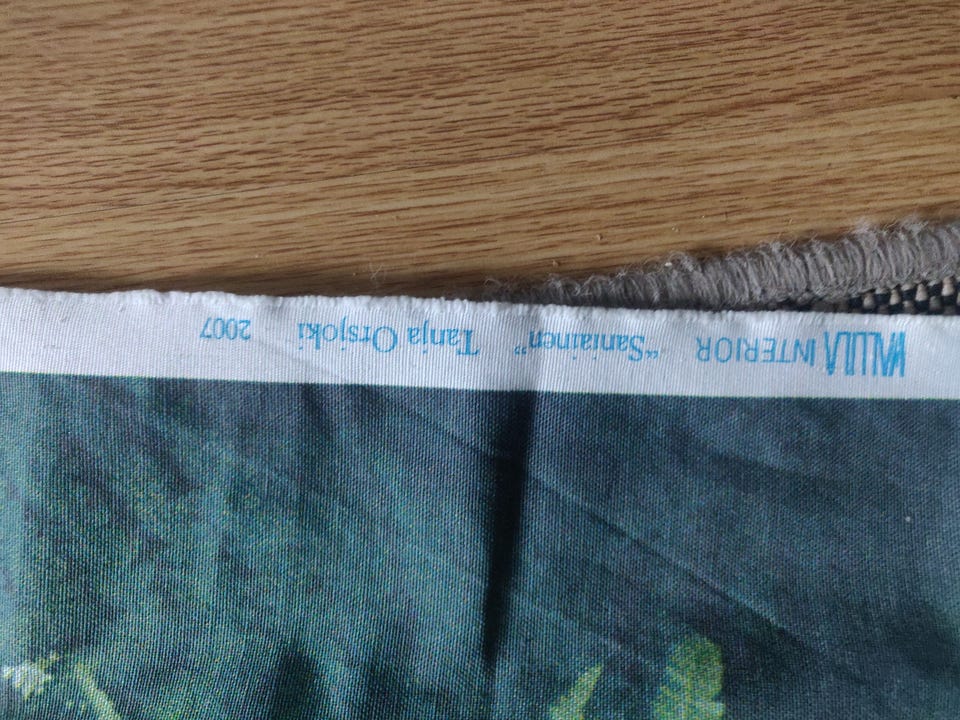 VALLILA INTERIOR "Saniainen" Tanja Orsjoki 2007